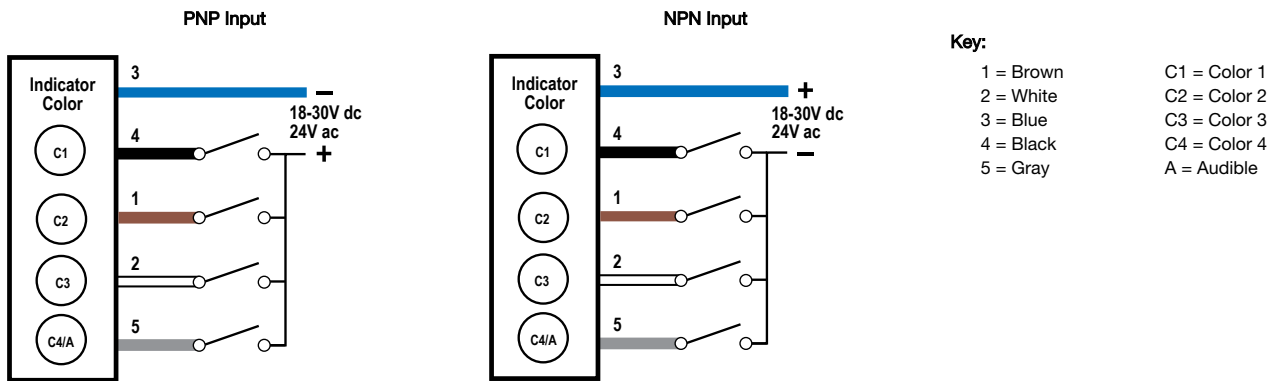 PNP Input
Indicator
Color
3
–
18-30V dc
24V ac
+
4
C1
1
C2
2
C3
5
C4/A
NPN Input
Indicator
Color
3
+
18-30V dc
24V ac
–
4
C1
1
C2
2
C3
5
C4/A
Key:
1 = Brown
2 = White
3 = Blue
4 = Black
5 = Gray
C1 = Color 1
C2 = Color 2
C3 = Color 3
C4 = Color 4
A = Audible